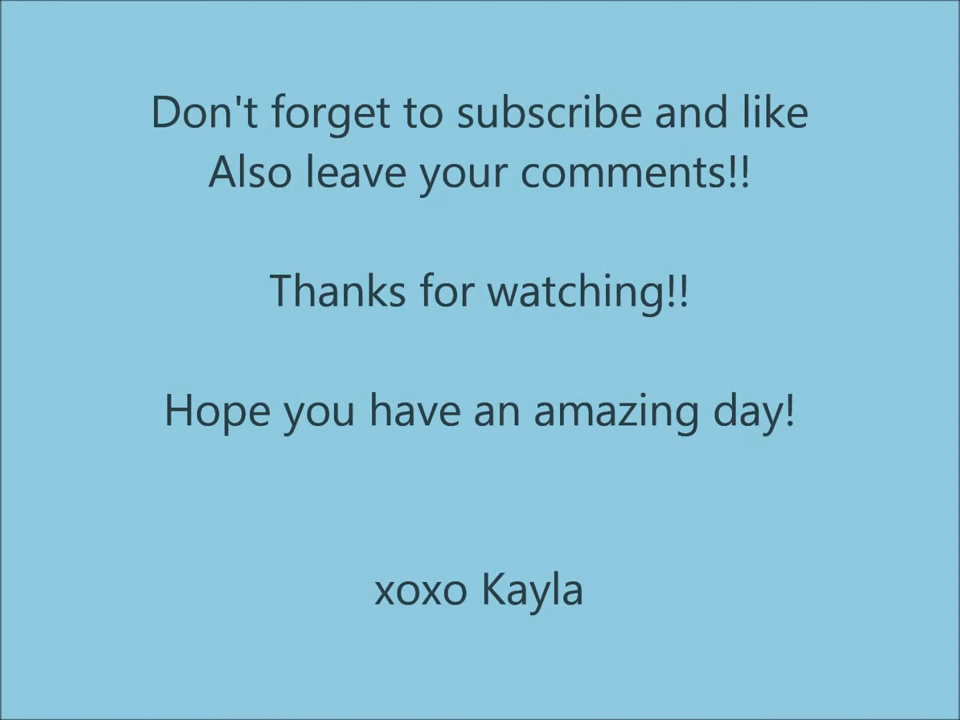 Don't forget to subscribe and like
Also leave your comments!!
Thanks for watching!!
Hope you have an amazing day!
xoxo Kayla